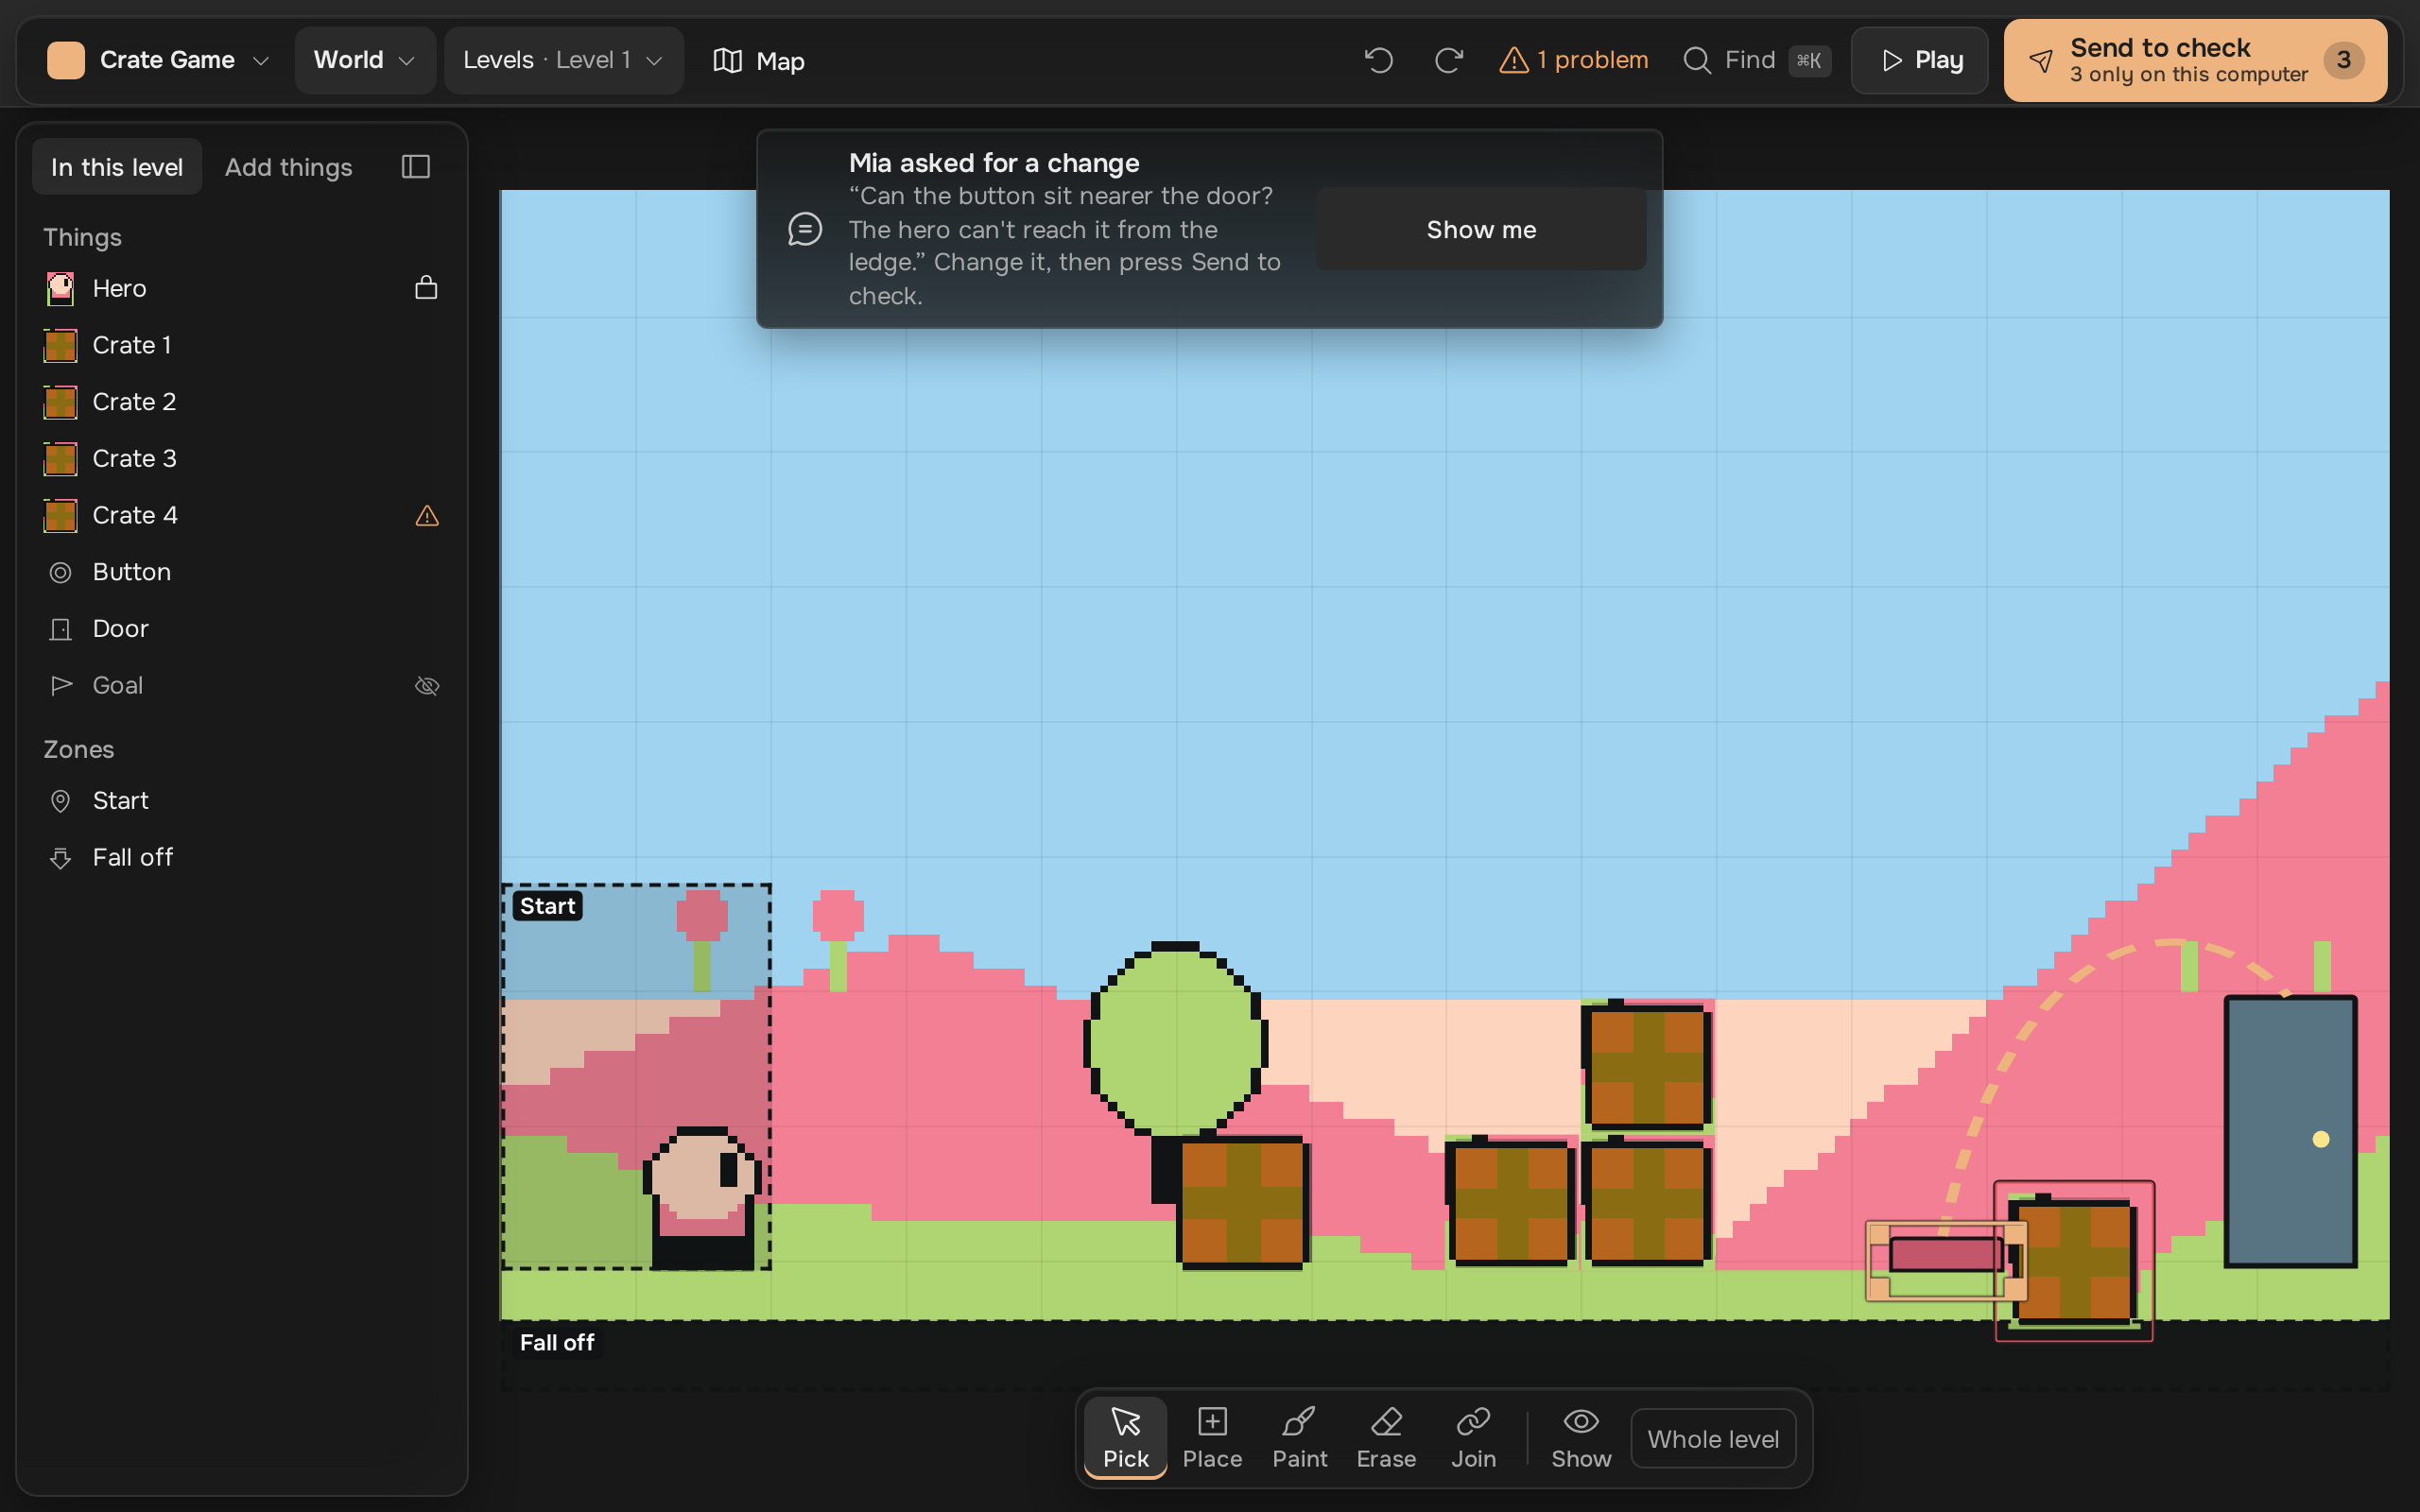 Crate Game
World
Levels · Level 1
Map
1 problem
Find ⌘K
Play
Send to check
3 only on this computer
3
In this level
Add things
Things
Hero
Crate 1
Crate 2
Crate 3
Crate 4
Button
Door
Goal
Zones
Start
Fall off
Mia asked for a change
“Can the button sit nearer the door?
The hero can't reach it from the
ledge.” Change it, then press Send to
check.
Show me
Start
Fall off
Pick
Place
Paint
Erase
Join
Show
Whole level